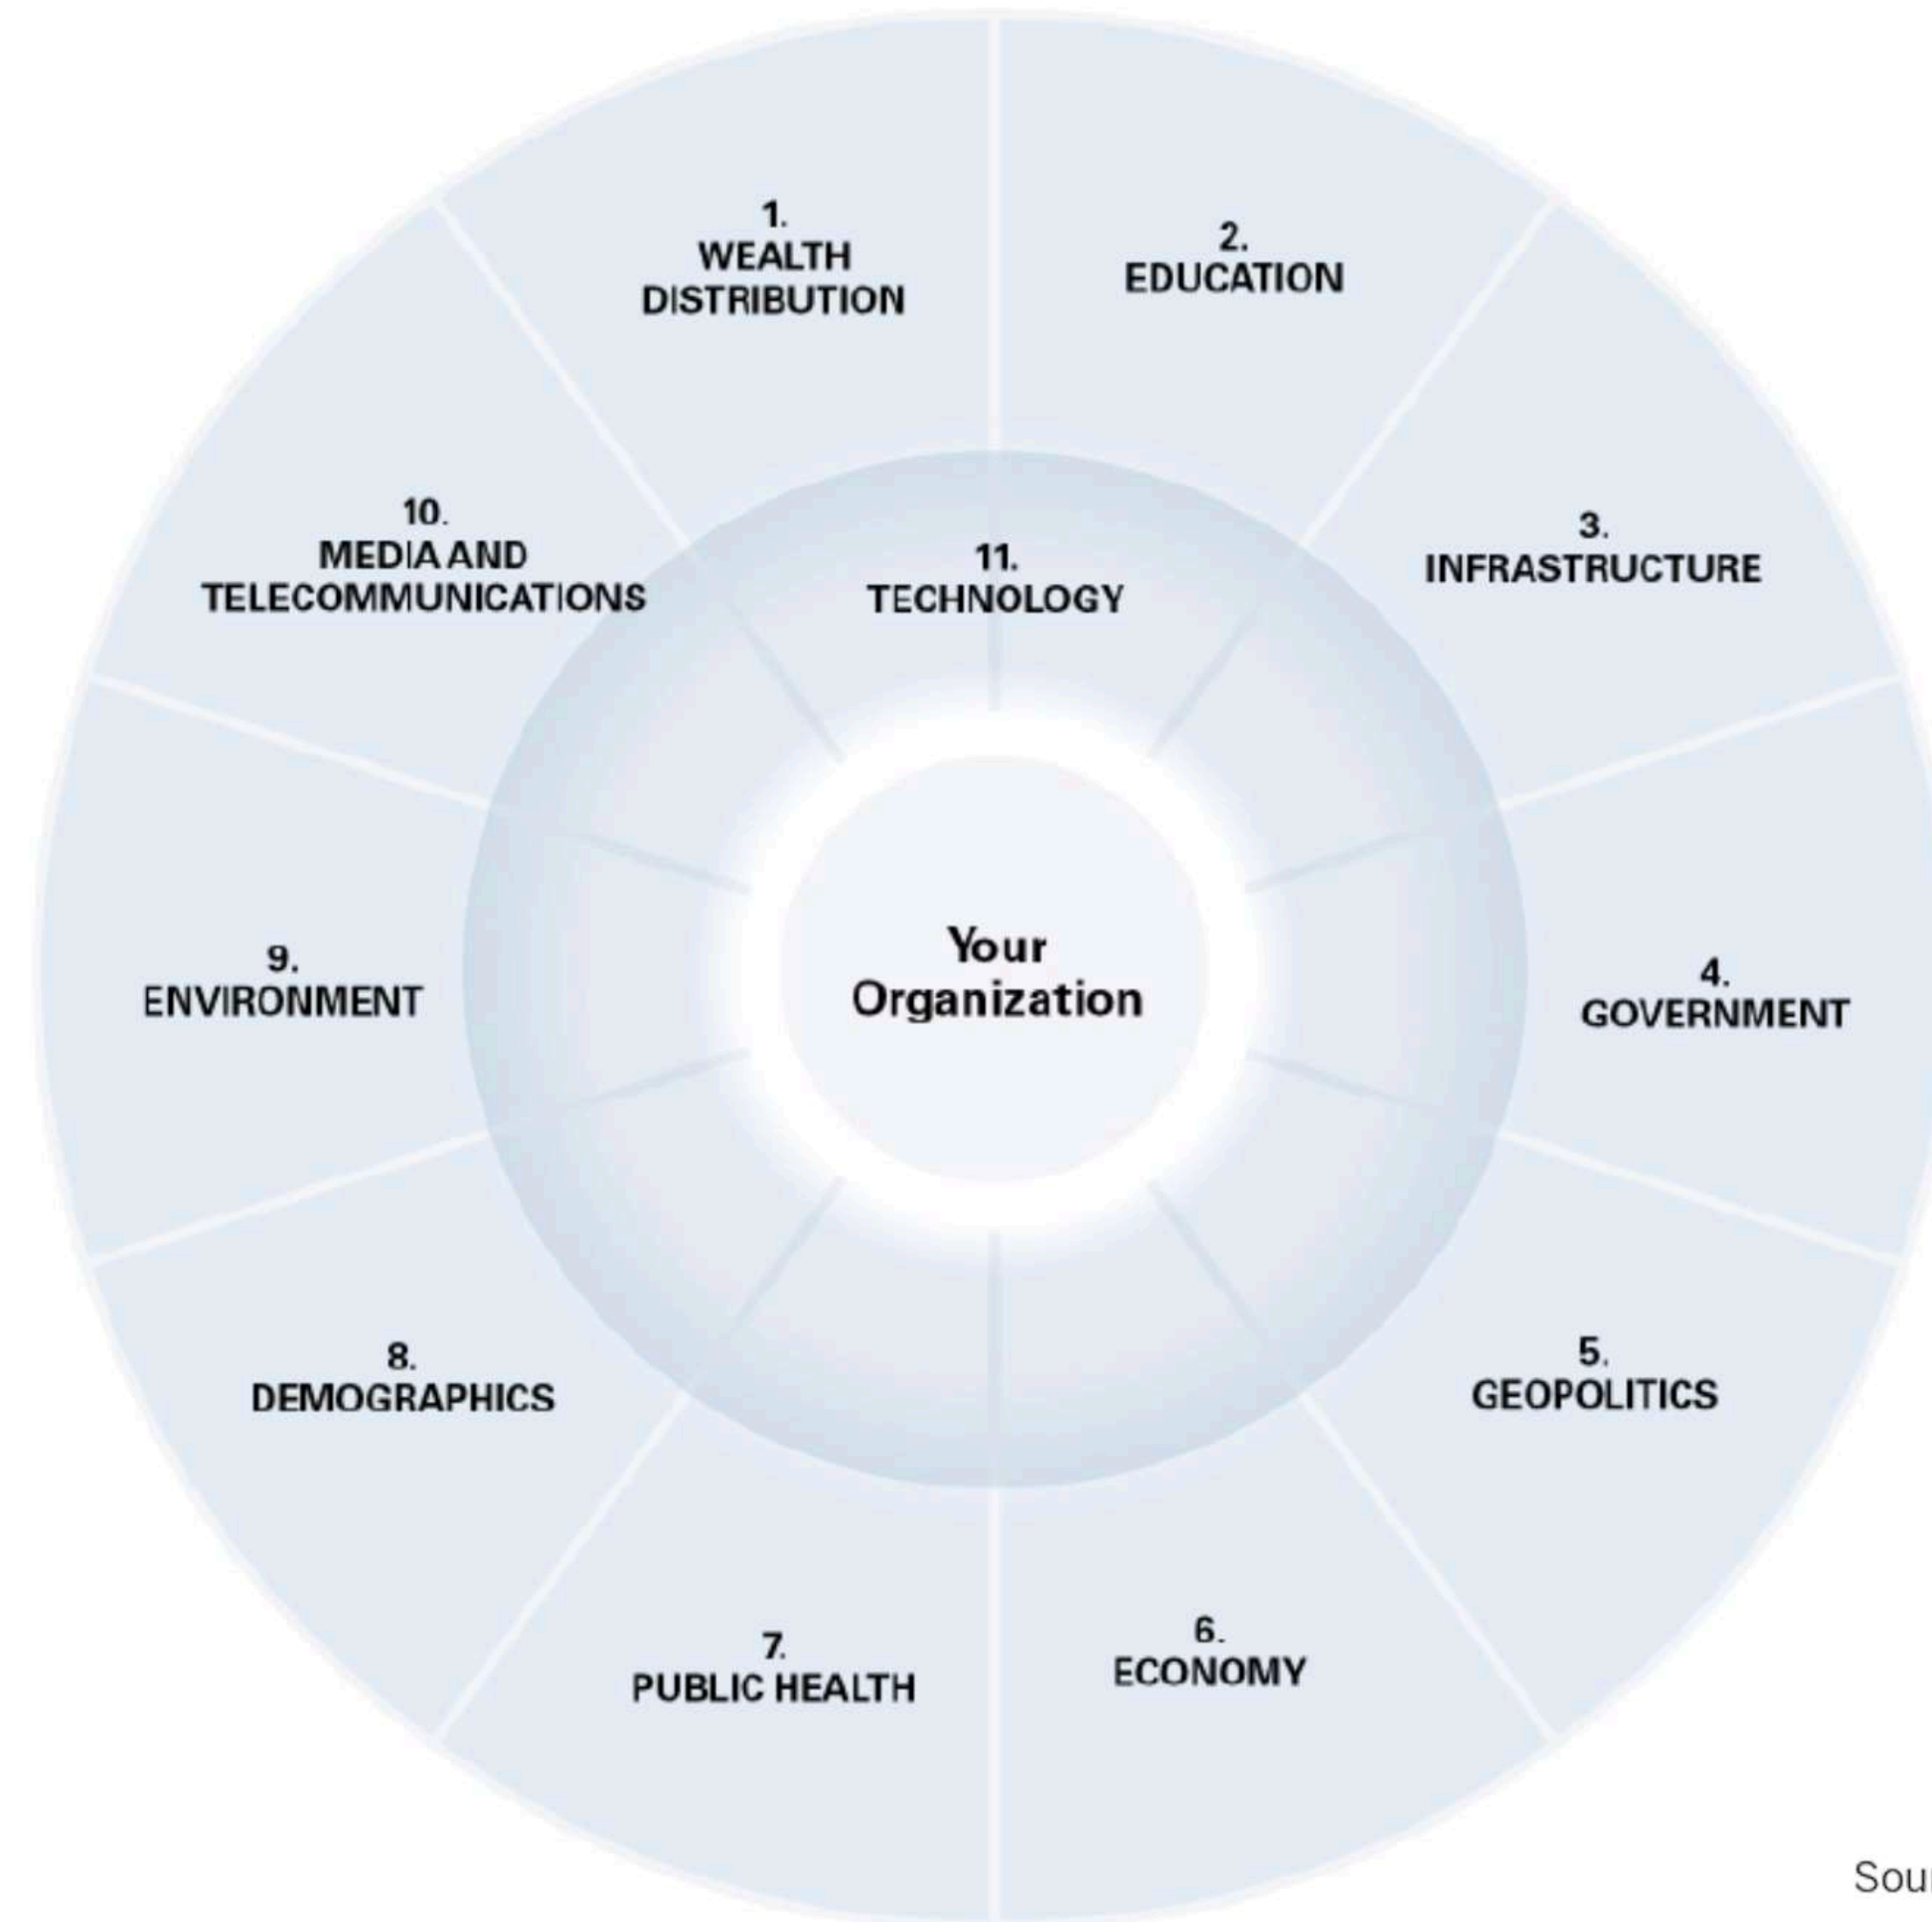 1.
WEALTH
DISTRIBUTION
2.
EDUCATION
3.
INFRASTRUCTURE
4.
GOVERNMENT
5.
GEOPOLITICS
6.
ECONOMY
7.
PUBLIC HEALTH
8.
DEMOGRAPHICS
9.
ENVIRONMENT
10.
MEDIA AND
TELECOMMUNICATIONS
11.
TECHNOLOGY
Your
Organization